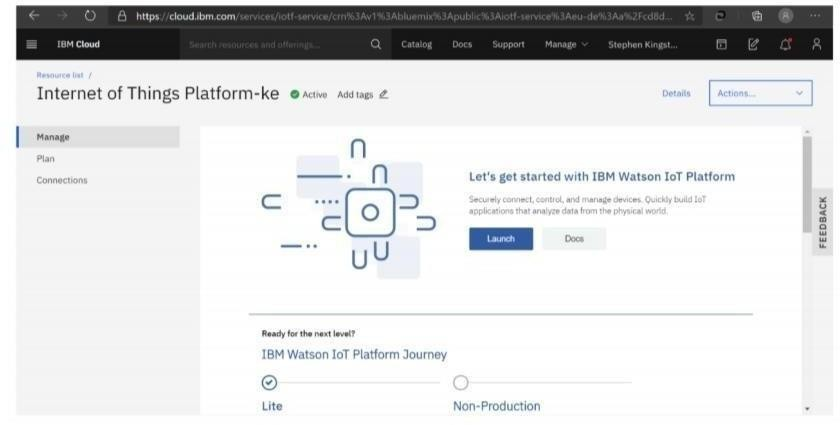 https://cloud.ibm.com/services/iotf-service/crn%3Av1%3Abluemix%3Apublic%3Aiotf-service%3Aeu-de%3Aa%2Fcd8d...
IBM Cloud
Search resources and offerings...
Catalog
Docs
Support
Manage
Stephen Kingst...
Resource list /
Internet of Things Platform-ke
Active
Add tags
Details
Actions...
Manage
Plan
Connections
Let's get started with IBM Watson IoT Platform
Securely connect, control, and manage devices. Quickly build IoT
applications that analyze data from the physical world.
Launch
Docs
FEEDBACK
Ready for the next level?
IBM Watson IoT Platform Journey
Lite
Non-Production